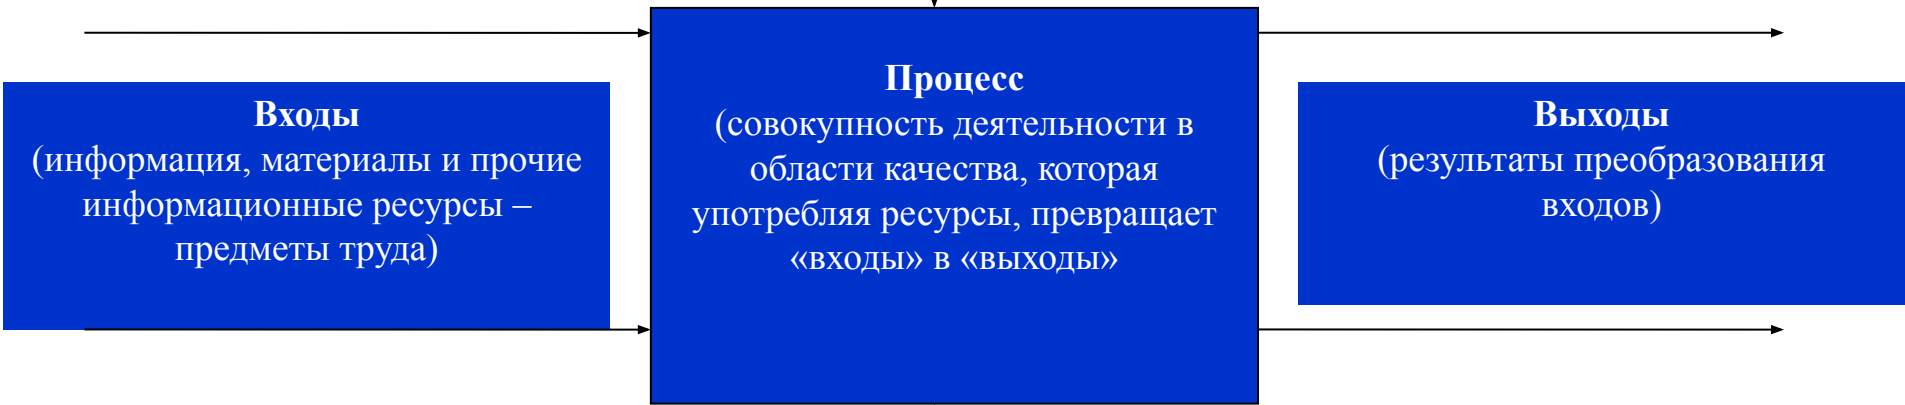 Входы
(информация, материалы и прочие
информационные ресурсы –
предметы труда)
Процесс
(совокупность деятельности в
области качества, которая
употребляя ресурсы, превращает
«входы» в «выходы»
Выходы
(результаты преобразования
входов)